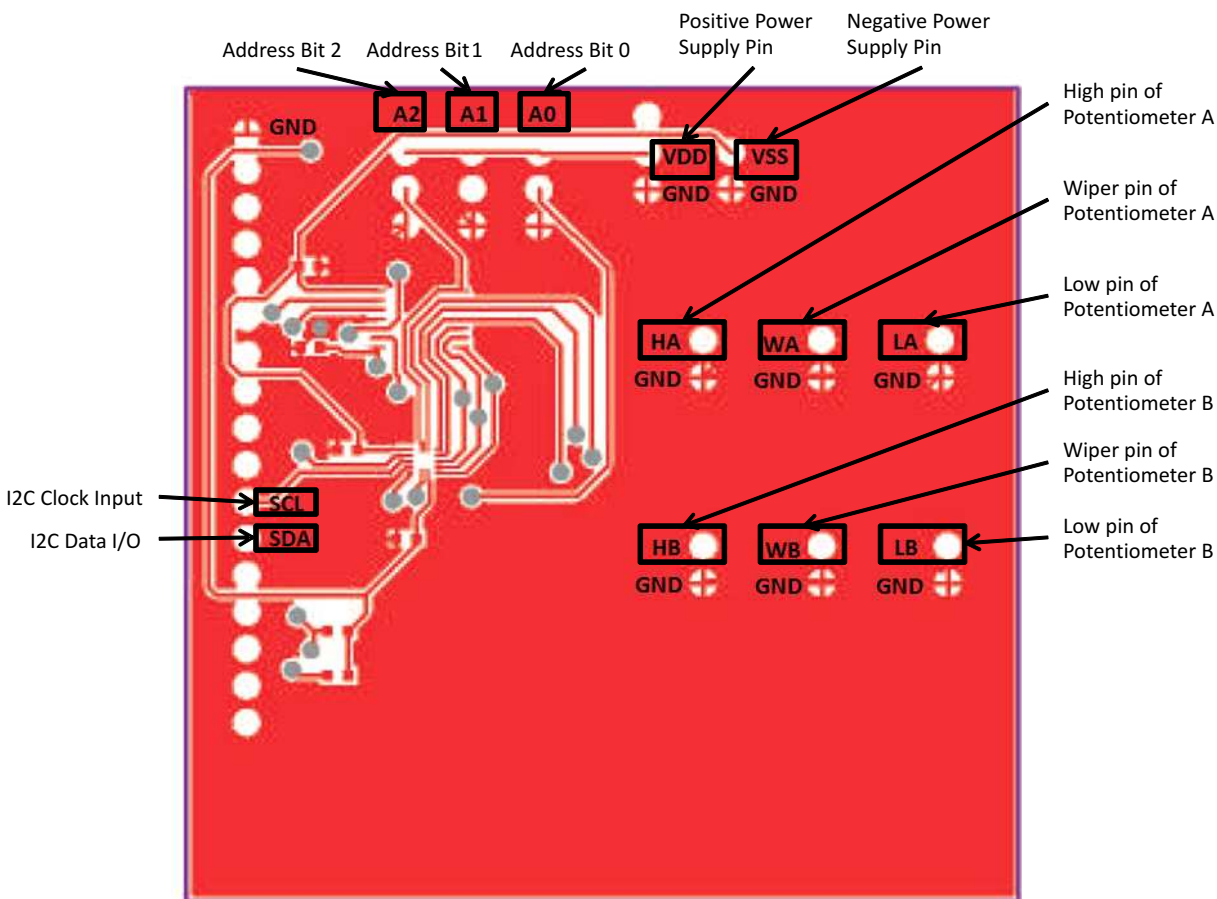 Positive Power
Supply Pin
Negative Power
Supply Pin
Address Bit 2
Address Bit1
Address Bit 0
High pin of
Potentiometer A
A2
A1
A0
GND
VDD
VSS
GND
GND
Wiper pin of
Potentiometer A
Low pin of
Potentiometer A
HA
WA
LA
GND
GND
GND
High pin of
Potentiometer B
Wiper pin of
Potentiometer B
I2C Clock Input
SCL
I2C Data I/O
SDA
HB
WB
LB
Low pin of
Potentiometer B
GND
GND
GND